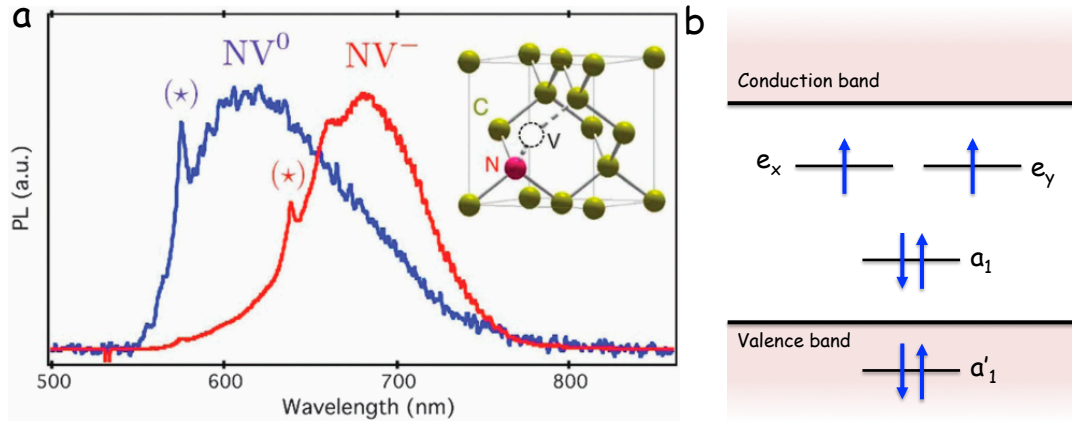 a
NV⁰
NV⁻
(⋆)
(⋆)
C
V
N
PL (a.u.)
500
600
700
800
Wavelength (nm)
b
Conduction band
eₓ
e_y
a₁
Valence band
a'₁